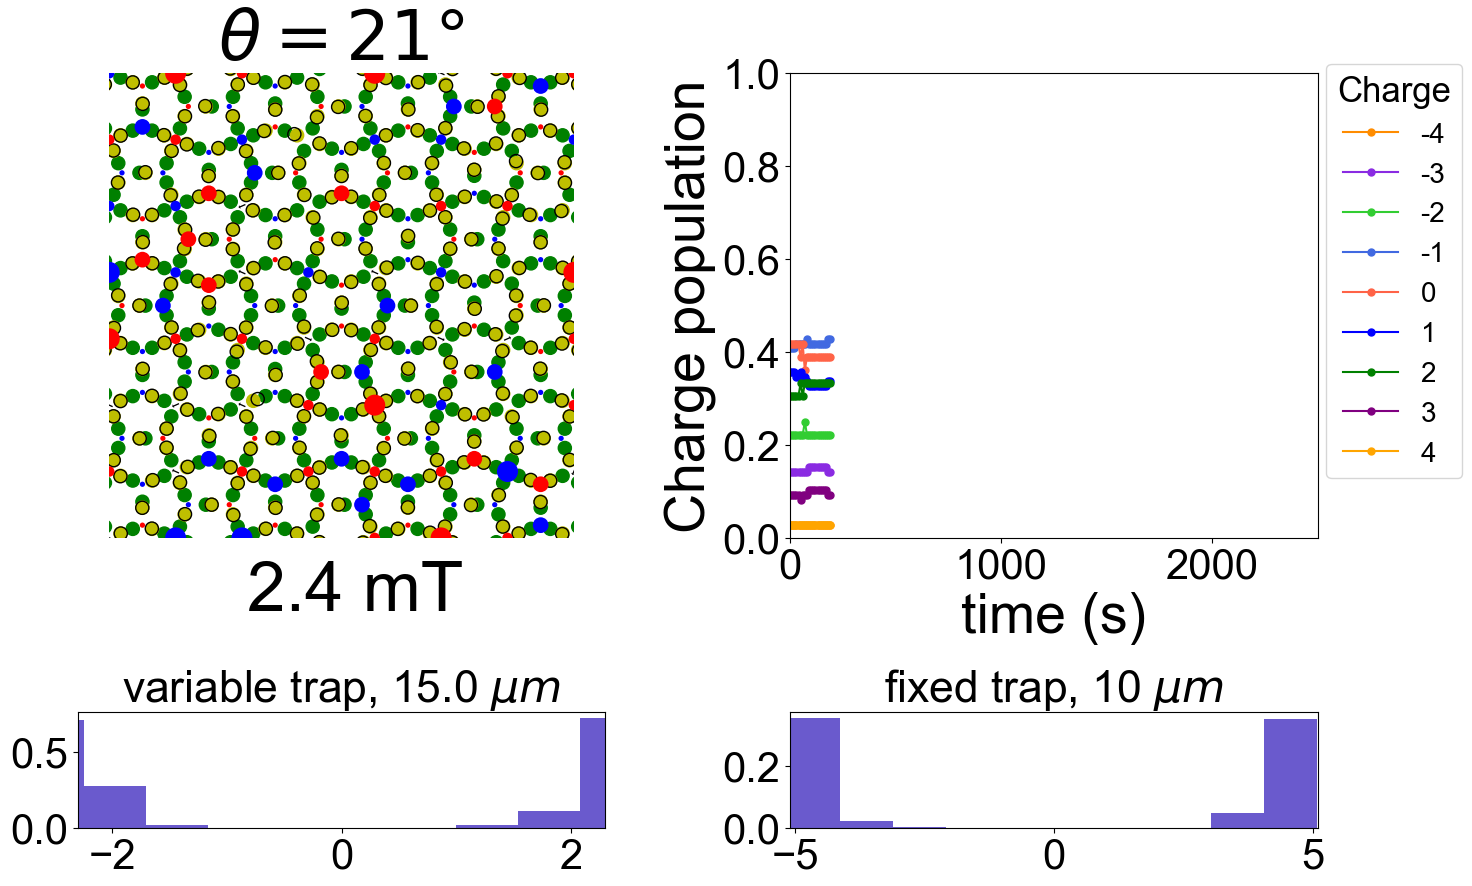 θ = 21°
2.4 mT
Charge population
1.0
0.8
0.6
0.4
0.2
0.0
0 1000 2000
time (s)
Charge
-4
-3
-2
-1
0
1
2
3
4
variable trap, 15.0 μm
0.5
0.0
−2 0 2
fixed trap, 10 μm
0.2
0.0
−5 0 5